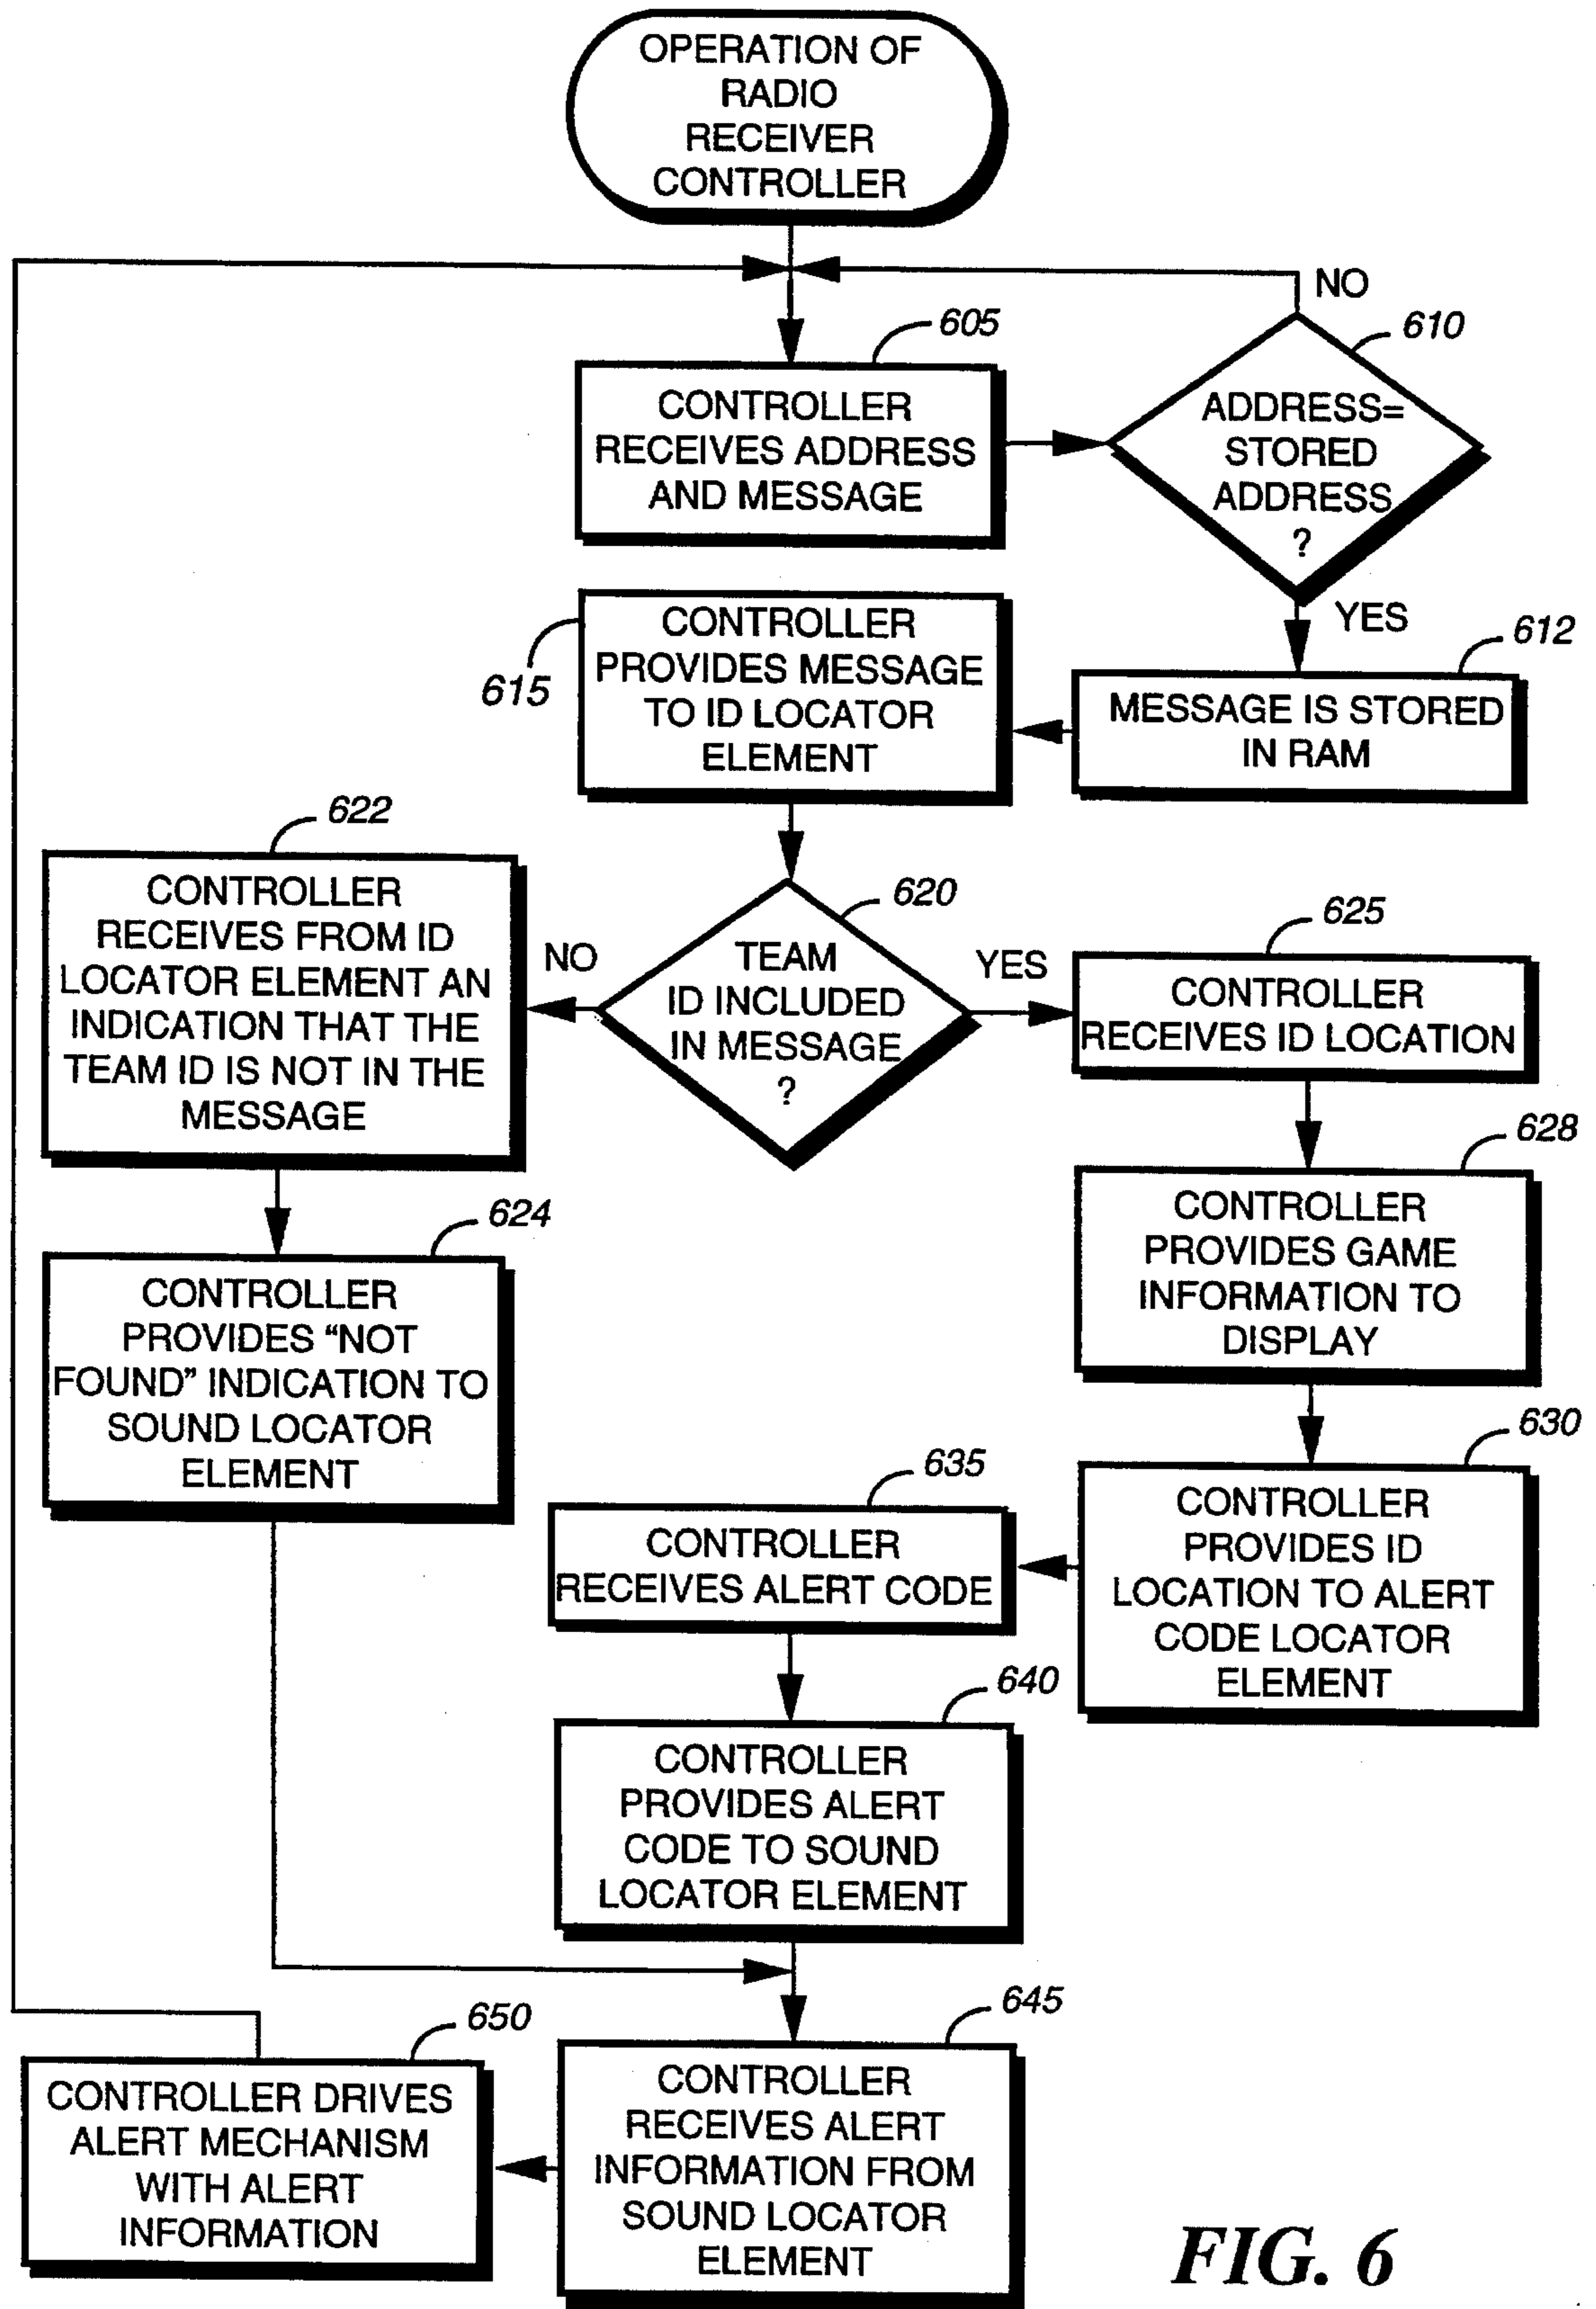 OPERATION OF
RADIO
RECEIVER
CONTROLLER
NO
605
610
CONTROLLER
RECEIVES ADDRESS
AND MESSAGE
ADDRESS=
STORED
ADDRESS
?
YES
612
MESSAGE IS STORED
IN RAM
615
CONTROLLER
PROVIDES MESSAGE
TO ID LOCATOR
ELEMENT
620
TEAM
ID INCLUDED
IN MESSAGE
?
NO
622
CONTROLLER
RECEIVES FROM ID
LOCATOR ELEMENT AN
INDICATION THAT THE
TEAM ID IS NOT IN THE
MESSAGE
624
CONTROLLER
PROVIDES “NOT
FOUND” INDICATION TO
SOUND LOCATOR
ELEMENT
YES
625
CONTROLLER
RECEIVES ID LOCATION
628
CONTROLLER
PROVIDES GAME
INFORMATION TO
DISPLAY
630
CONTROLLER
PROVIDES ID
LOCATION TO ALERT
CODE LOCATOR
ELEMENT
635
CONTROLLER
RECEIVES ALERT CODE
640
CONTROLLER
PROVIDES ALERT
CODE TO SOUND
LOCATOR ELEMENT
645
CONTROLLER
RECEIVES ALERT
INFORMATION FROM
SOUND LOCATOR
ELEMENT
650
CONTROLLER DRIVES
ALERT MECHANISM
WITH ALERT
INFORMATION
FIG. 6